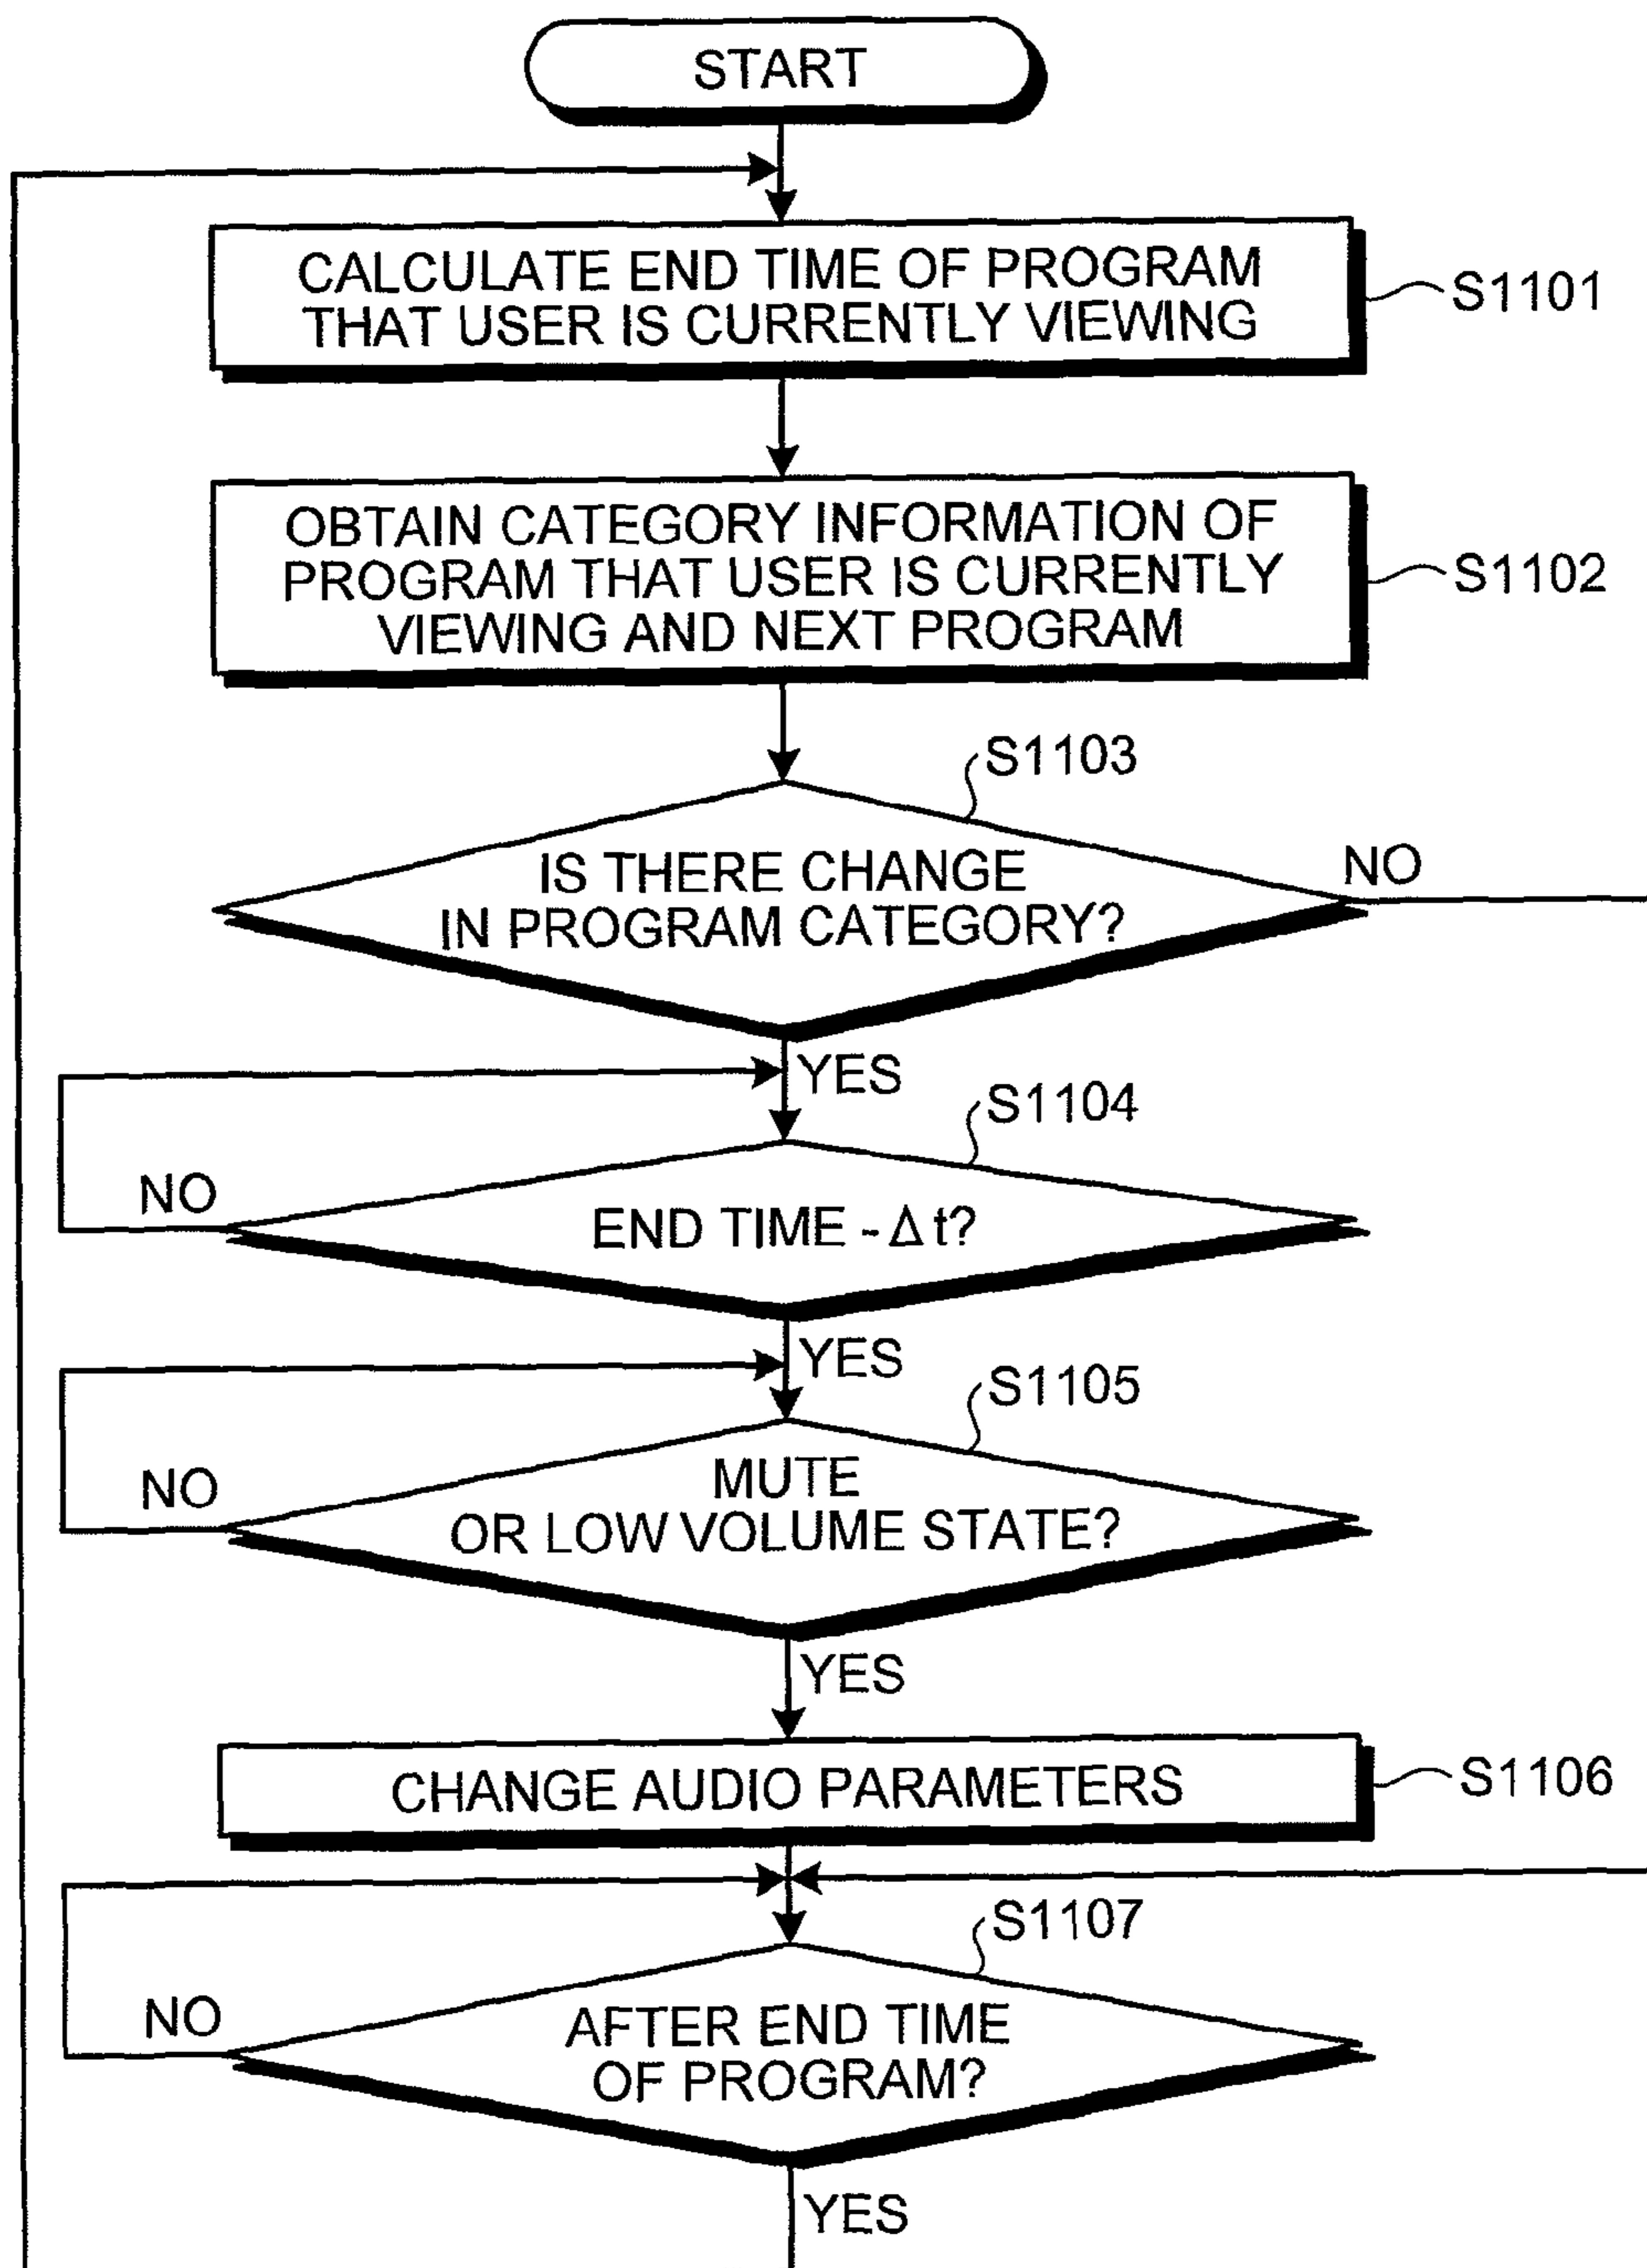 START
CALCULATE END TIME OF PROGRAM
THAT USER IS CURRENTLY VIEWING
S1101
OBTAIN CATEGORY INFORMATION OF
PROGRAM THAT USER IS CURRENTLY
VIEWING AND NEXT PROGRAM
S1102
S1103
IS THERE CHANGE
IN PROGRAM CATEGORY?
NO
YES
S1104
NO
END TIME - Δt?
YES
S1105
NO
MUTE
OR LOW VOLUME STATE?
YES
CHANGE AUDIO PARAMETERS
S1106
S1107
NO
AFTER END TIME
OF PROGRAM?
YES